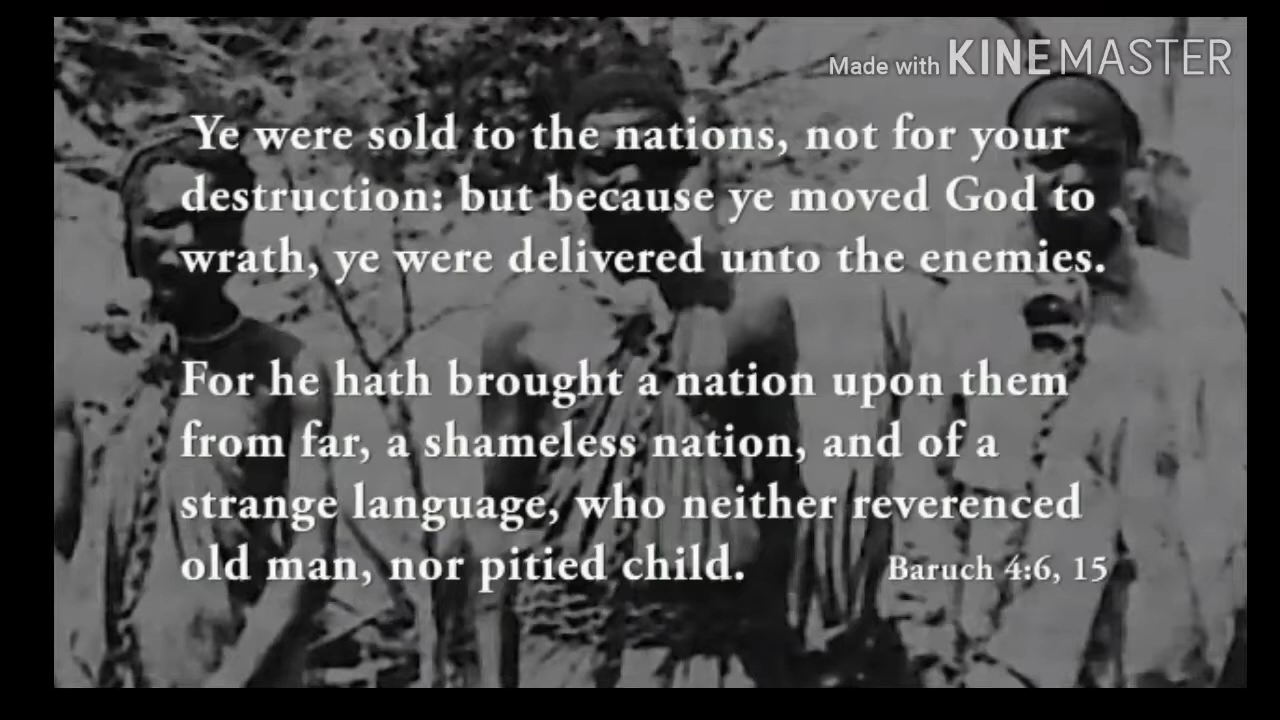 Made with KINEMASTER
Ye were sold to the nations, not for your
destruction: but because ye moved God to
wrath, ye were delivered unto the enemies.
For he hath brought a nation upon them
from far, a shameless nation, and of a
strange language, who neither reverenced
old man, nor pitied child.
Baruch 4:6, 15